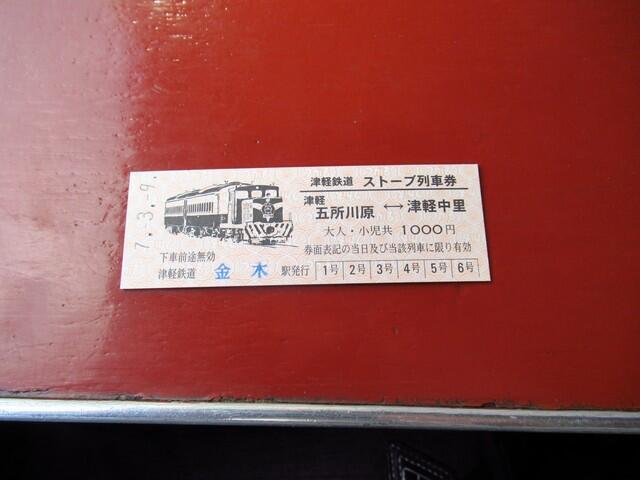 7.3.9.
津軽鉄道 ストーブ列車券
津軽
五所川原 ↔ 津軽中里
大人・小児共 1000円
券面表記の当日及び当該列車に限り有効
下車前途無効
津軽鉄道 金木 駅発行 1号 2号 3号 4号 5号 6号